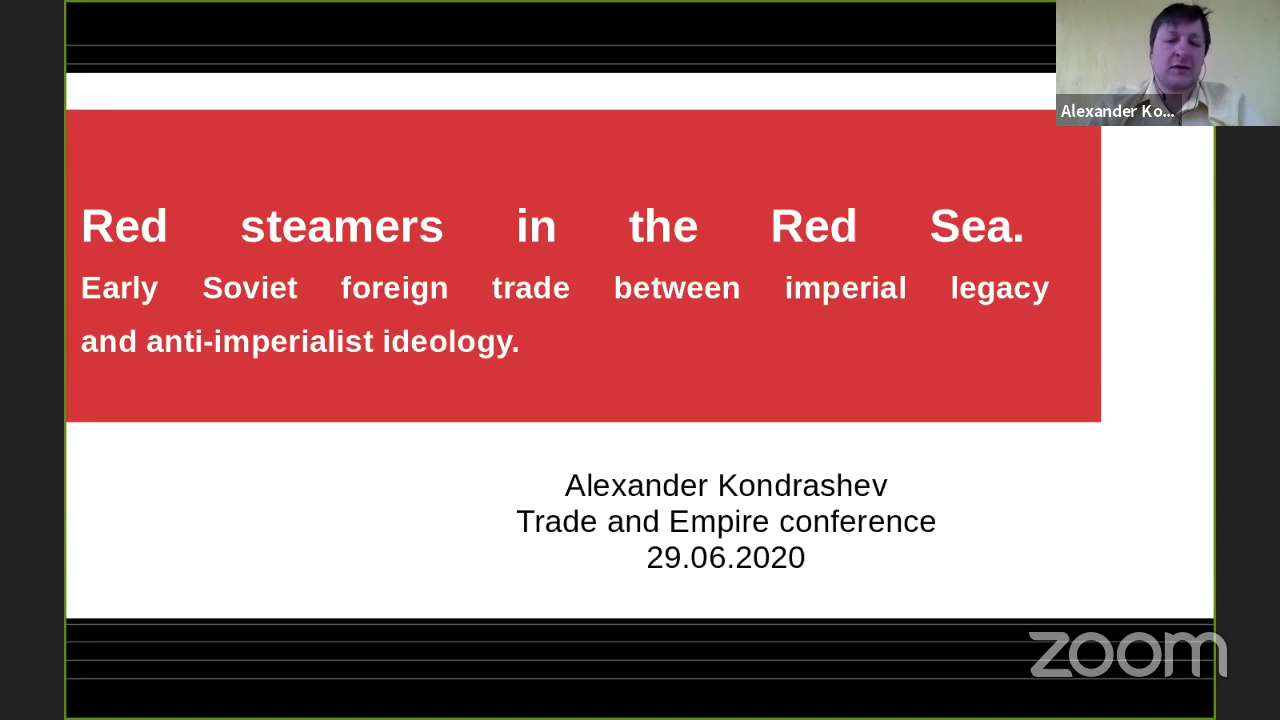 Alexander Ko...
Red steamers in the Red Sea.
Early Soviet foreign trade between imperial legacy
and anti-imperialist ideology.
Alexander Kondrashev
Trade and Empire conference
29.06.2020
zoom